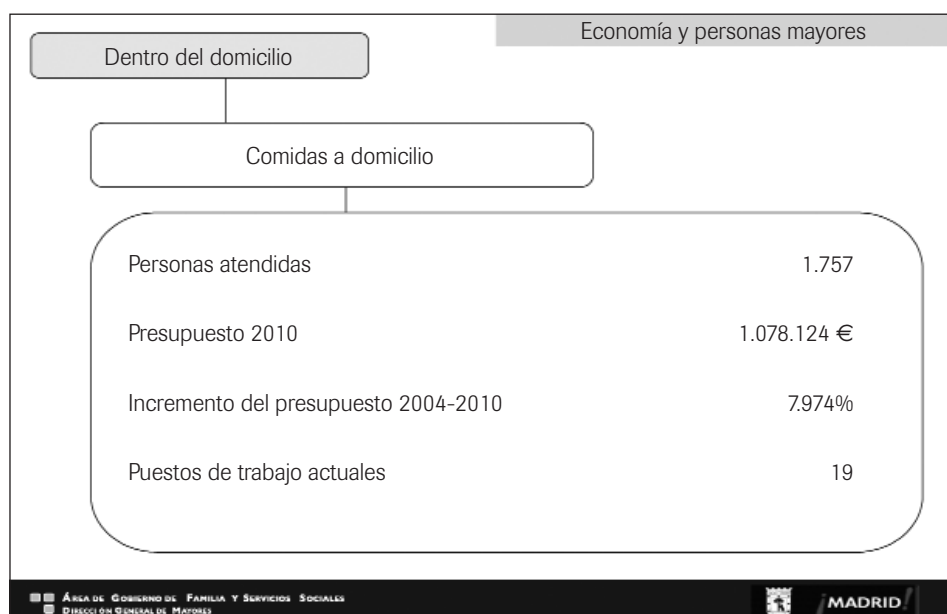 Economía y personas mayores
Dentro del domicilio
Comidas a domicilio
Personas atendidas 1.757
Presupuesto 2010 1.078.124 €
Incremento del presupuesto 2004-2010 7.974%
Puestos de trabajo actuales 19
ÁREA DE GOBIERNO DE FAMILIA Y SERVICIOS SOCIALES
DIRECCIÓN GENERAL DE MAYORES
¡MADRID!